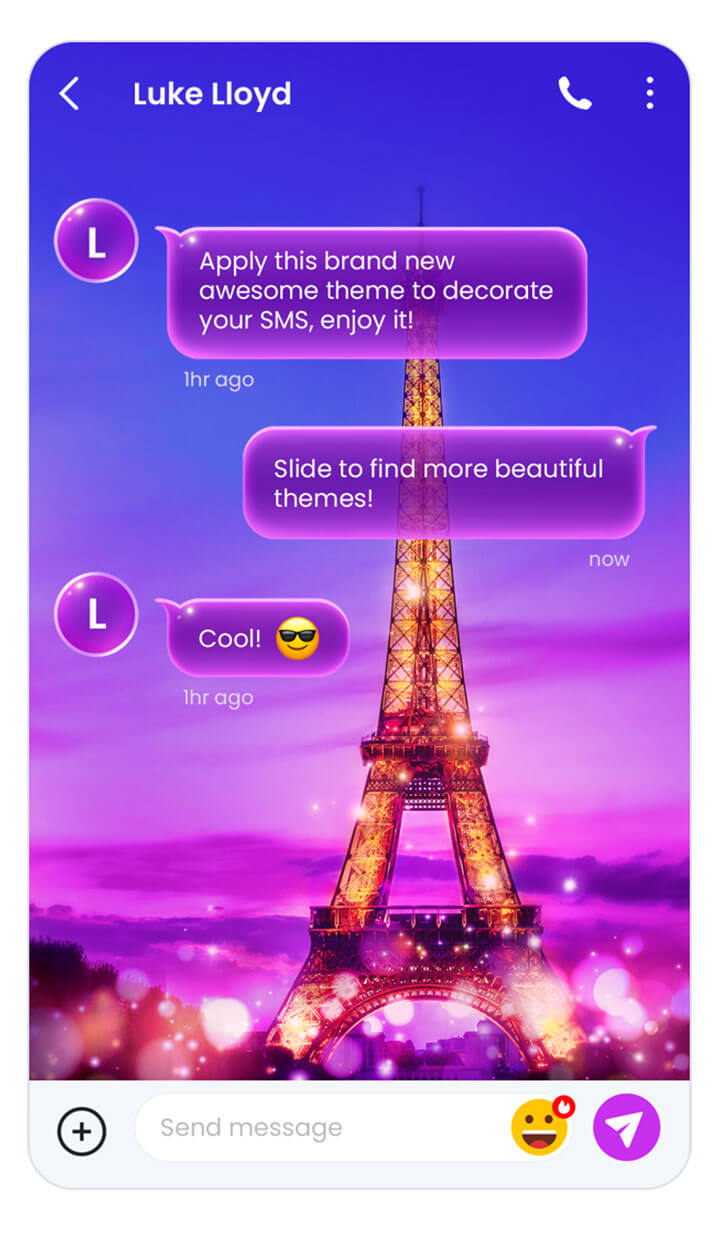 Luke Lloyd
L
Apply this brand new
awesome theme to decorate
your SMS, enjoy it!
1hr ago
Slide to find more beautiful
themes!
now
L
Cool! 😎
1hr ago
Send message